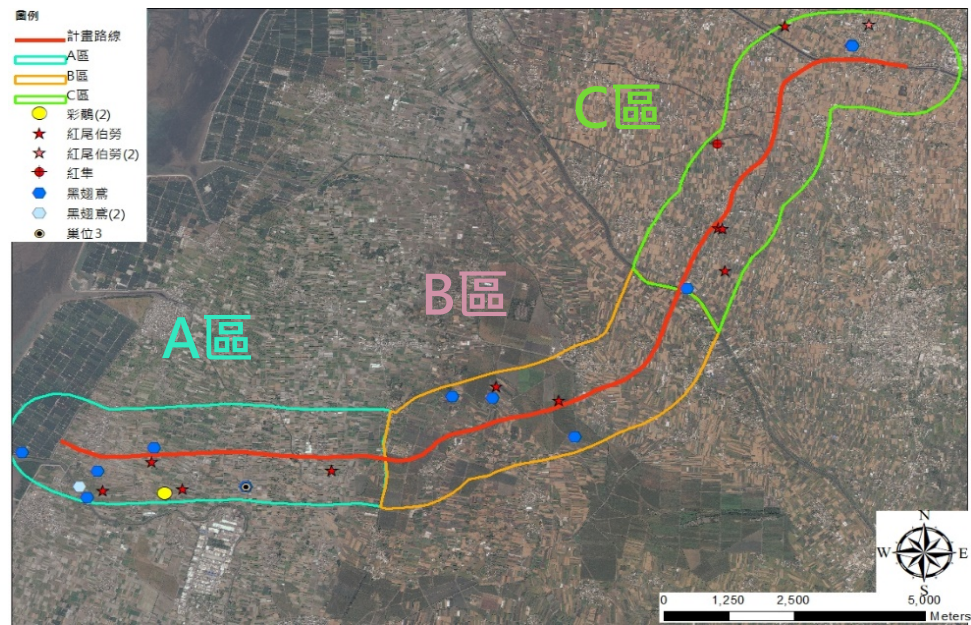 圖例
計畫路線
A區
B區
C區
彩鷸(2)
紅尾伯勞
紅尾伯勞(2)
紅隼
黑翅鳶
黑翅鳶(2)
巢位3
C區
B區
A區
N
W E
S
0 1,250 2,500 5,000
Meters